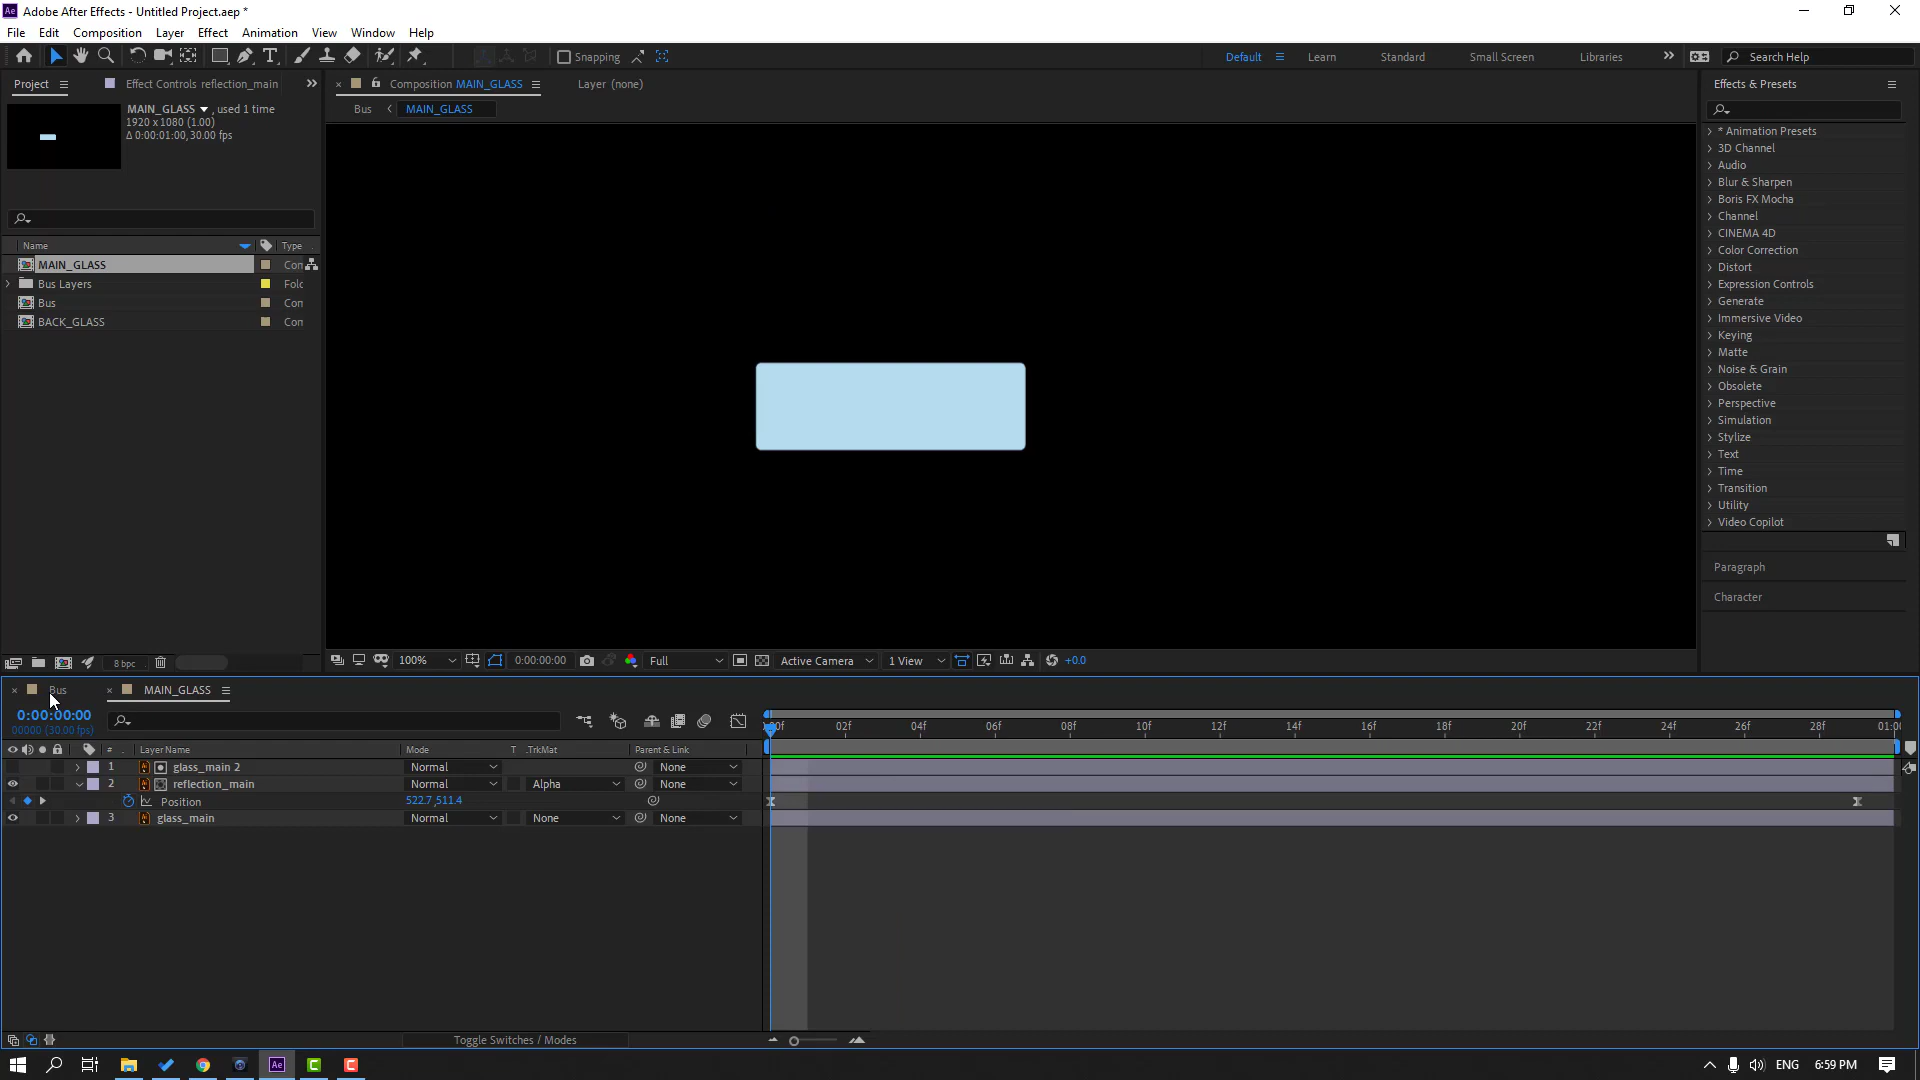 Adobe After Effects - Untitled Project.aep *
File Edit Composition Layer Effect Animation View Window Help
Snapping Default Learn Standard Small Screen Libraries Search Help
Project Effect Controls reflection_main
Composition MAIN_GLASS Layer (none)
Effects & Presets
MAIN_GLASS , used 1 time
1920 x 1080 (1.00)
Δ 0:00:01:00, 30.00 fps
Bus MAIN_GLASS
Name Type
MAIN_GLASS Con
Bus Layers Folc
Bus Con
BACK_GLASS Con
* Animation Presets
3D Channel
Audio
Blur & Sharpen
Boris FX Mocha
Channel
CINEMA 4D
Color Correction
Distort
Expression Controls
Generate
Immersive Video
Keying
Matte
Noise & Grain
Obsolete
Perspective
Simulation
Stylize
Text
Time
Transition
Utility
Video Copilot
Paragraph
Character
8 bpc
100% 0:00:00:00 Full Active Camera 1 View +0.0
Bus MAIN_GLASS
0:00:00:00
00000 (30.00 fps)
02f 04f 06f 08f 10f 12f 14f 16f 18f 20f 22f 24f 26f 28f 01:0
# Layer Name Mode T .TrkMat Parent & Link
1 glass_main 2 Normal None
2 reflection_main Normal Alpha None
Position 522.7,511.4
3 glass_main Normal None None
Toggle Switches / Modes
ENG 6:59 PM